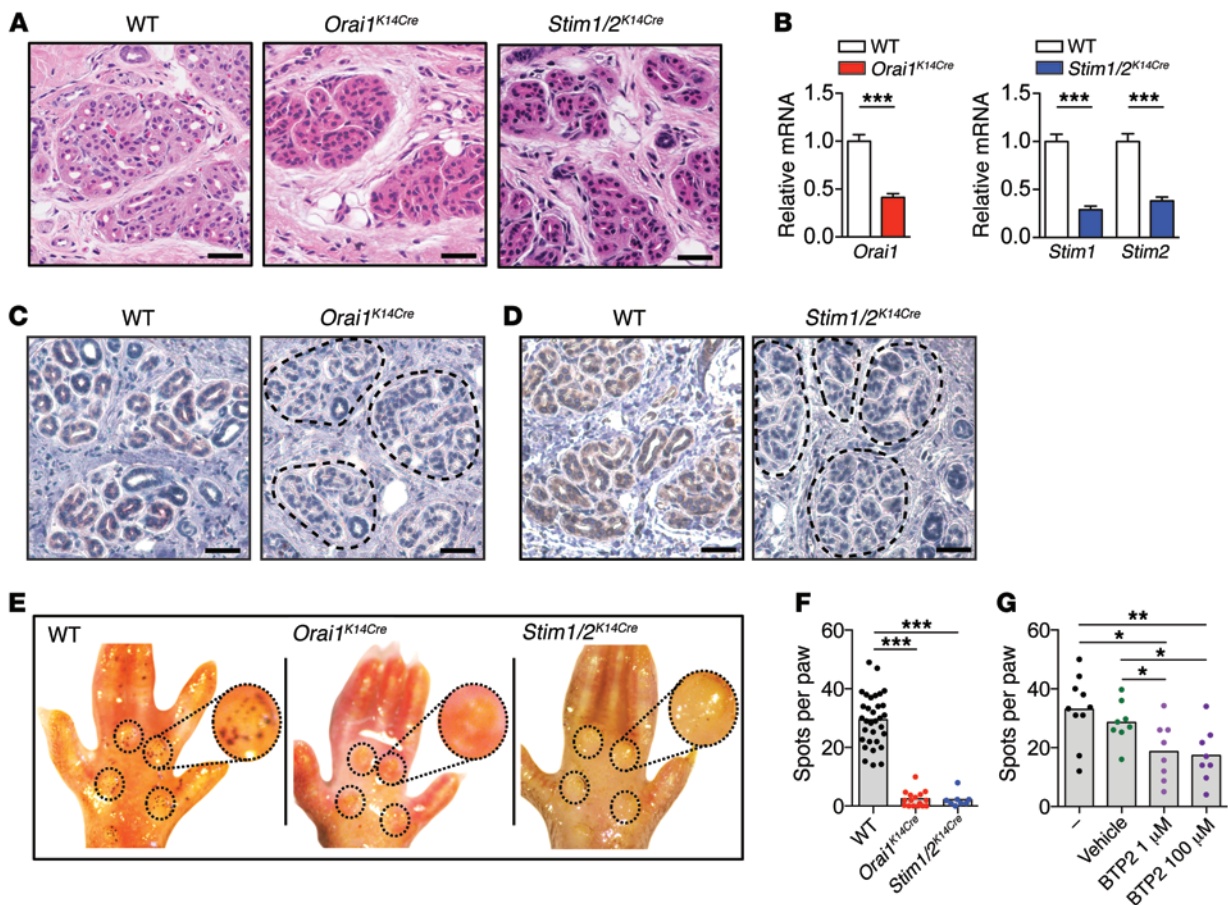 A
WT
Orai1K14Cre
Stim1/2K14Cre
B
WT
Orai1K14Cre
WT
Stim1/2K14Cre
Relative mRNA
1.5
1.0
0.5
0.0
***
Orai1
Relative mRNA
1.5
1.0
0.5
0.0
***
***
Stim1
Stim2
C
WT
Orai1K14Cre
D
WT
Stim1/2K14Cre
E
WT
Orai1K14Cre
Stim1/2K14Cre
F
Spots per paw
60
40
20
0
***
***
WT
Orai1K14Cre
Stim1/2K14Cre
G
Spots per paw
60
40
20
0
**
*
*
*
–
Vehicle
BTP2 1 μM
BTP2 100 μM